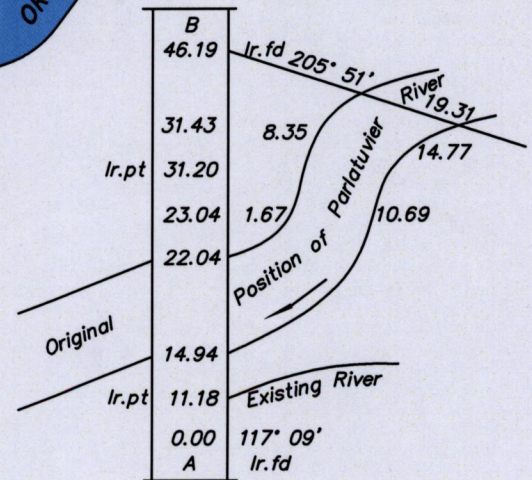 OR
B
46.19 Ir.fd 205° 51'
River
19.31
31.43 8.35
14.77
Ir.pt 31.20
23.04 1.67 10.69
22.04
Position of Parlatuvier
Original
14.94
Ir.pt 11.18 Existing River
0.00 117° 09'
A Ir.fd